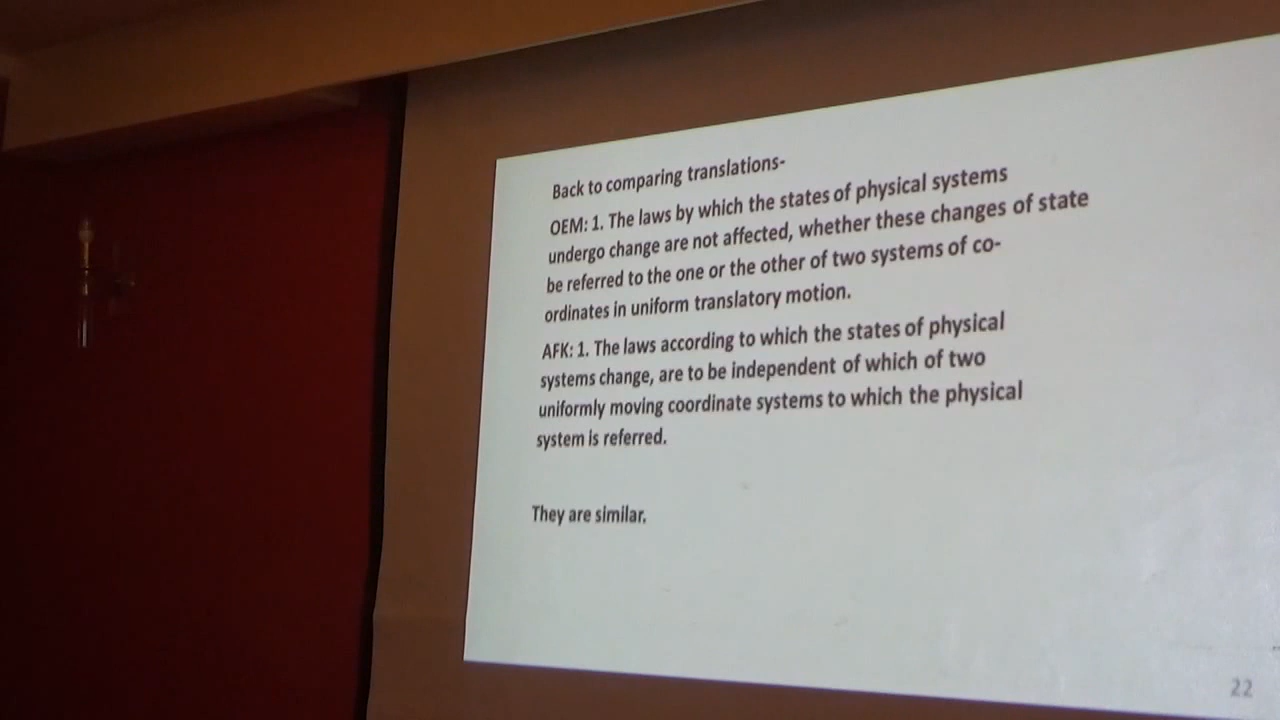 Back to comparing translations-
OEM: 1. The laws by which the states of physical systems
undergo change are not affected, whether these changes of state
be referred to the one or the other of two systems of co-
ordinates in uniform translatory motion.
AFK: 1. The laws according to which the states of physical
systems change, are to be independent of which of two
uniformly moving coordinate systems to which the physical
system is referred.
They are similar.
22